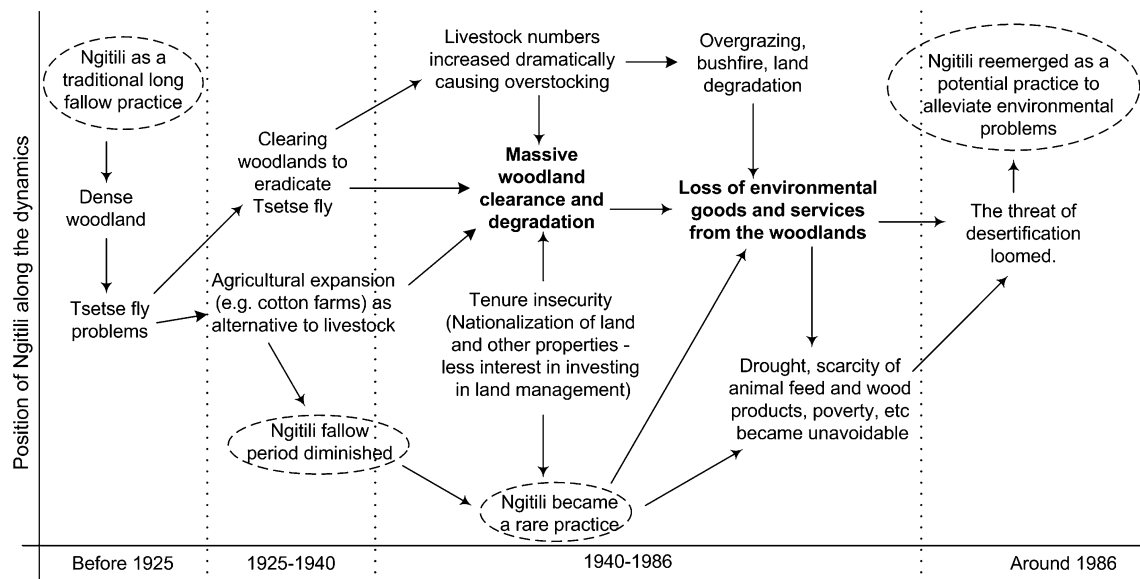 Position of Ngitili along the dynamics
Ngitili as a
traditional long
fallow practice
Dense
woodland
Tsetse fly
problems
Clearing
woodlands to
eradicate
Tsetse fly
Agricultural expansion
(e.g. cotton farms) as
alternative to livestock
Ngitili fallow
period diminished
Livestock numbers
increased dramatically
causing overstocking
Massive
woodland
clearance and
degradation
Tenure insecurity
(Nationalization of land
and other properties -
less interest in investing
in land management)
Ngitili became
a rare practice
Overgrazing,
bushfire, land
degradation
Loss of environmental
goods and services
from the woodlands
Drought, scarcity of
animal feed and wood
products, poverty, etc
became unavoidable
Ngitili reemerged as a
potential practice to
alleviate environmental
problems
The threat of
desertification
loomed.
Before 1925
1925-1940
1940-1986
Around 1986